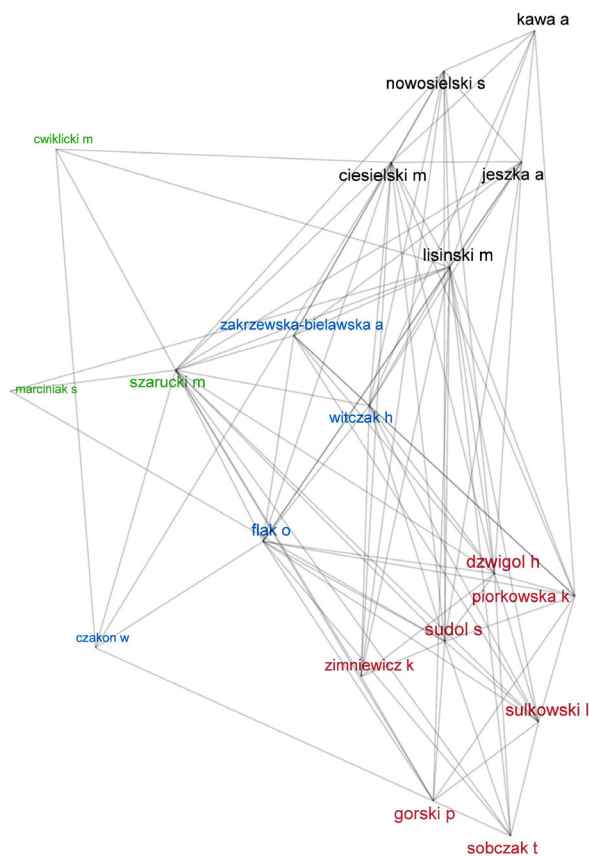 kawa a
nowosielski s
cwiklicki m
ciesielski m
jeszka a
lisinski m
zakrzewska-bielawska a
szarucki m
marciniak s
witczak h
flak o
dzwigol h
piorkowska k
czakon w
sudol s
zimniewicz k
sulkowski l
gorski p
sobczak t